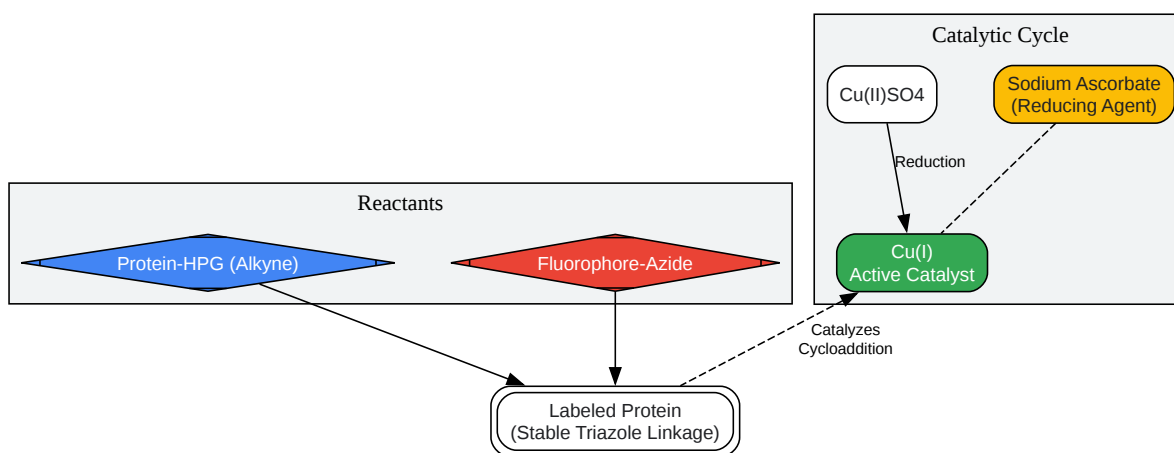 Catalytic Cycle
Cu(II)SO4
Sodium Ascorbate
(Reducing Agent)
Reduction
Reactants
Protein-HPG (Alkyne)
Fluorophore-Azide
Cu(I)
Active Catalyst
Catalyzes
Cycloaddition
Labeled Protein
(Stable Triazole Linkage)